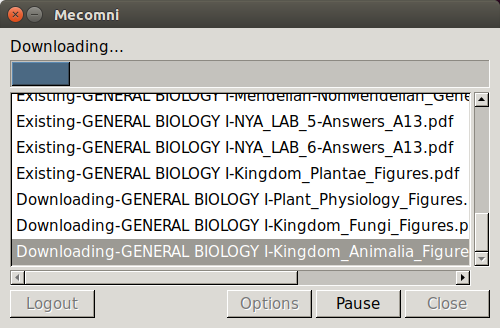 Mecomni
Downloading...
Existing-GENERAL BIOLOGY I-Mendelian-NonMendelian_Gene
Existing-GENERAL BIOLOGY I-NYA_LAB_5-Answers_A13.pdf
Existing-GENERAL BIOLOGY I-NYA_LAB_6-Answers_A13.pdf
Existing-GENERAL BIOLOGY I-Kingdom_Plantae_Figures.pdf
Downloading-GENERAL BIOLOGY I-Plant_Physiology_Figures.
Downloading-GENERAL BIOLOGY I-Kingdom_Fungi_Figures.p
Downloading-GENERAL BIOLOGY I-Kingdom_Animalia_Figure
Logout Options Pause Close